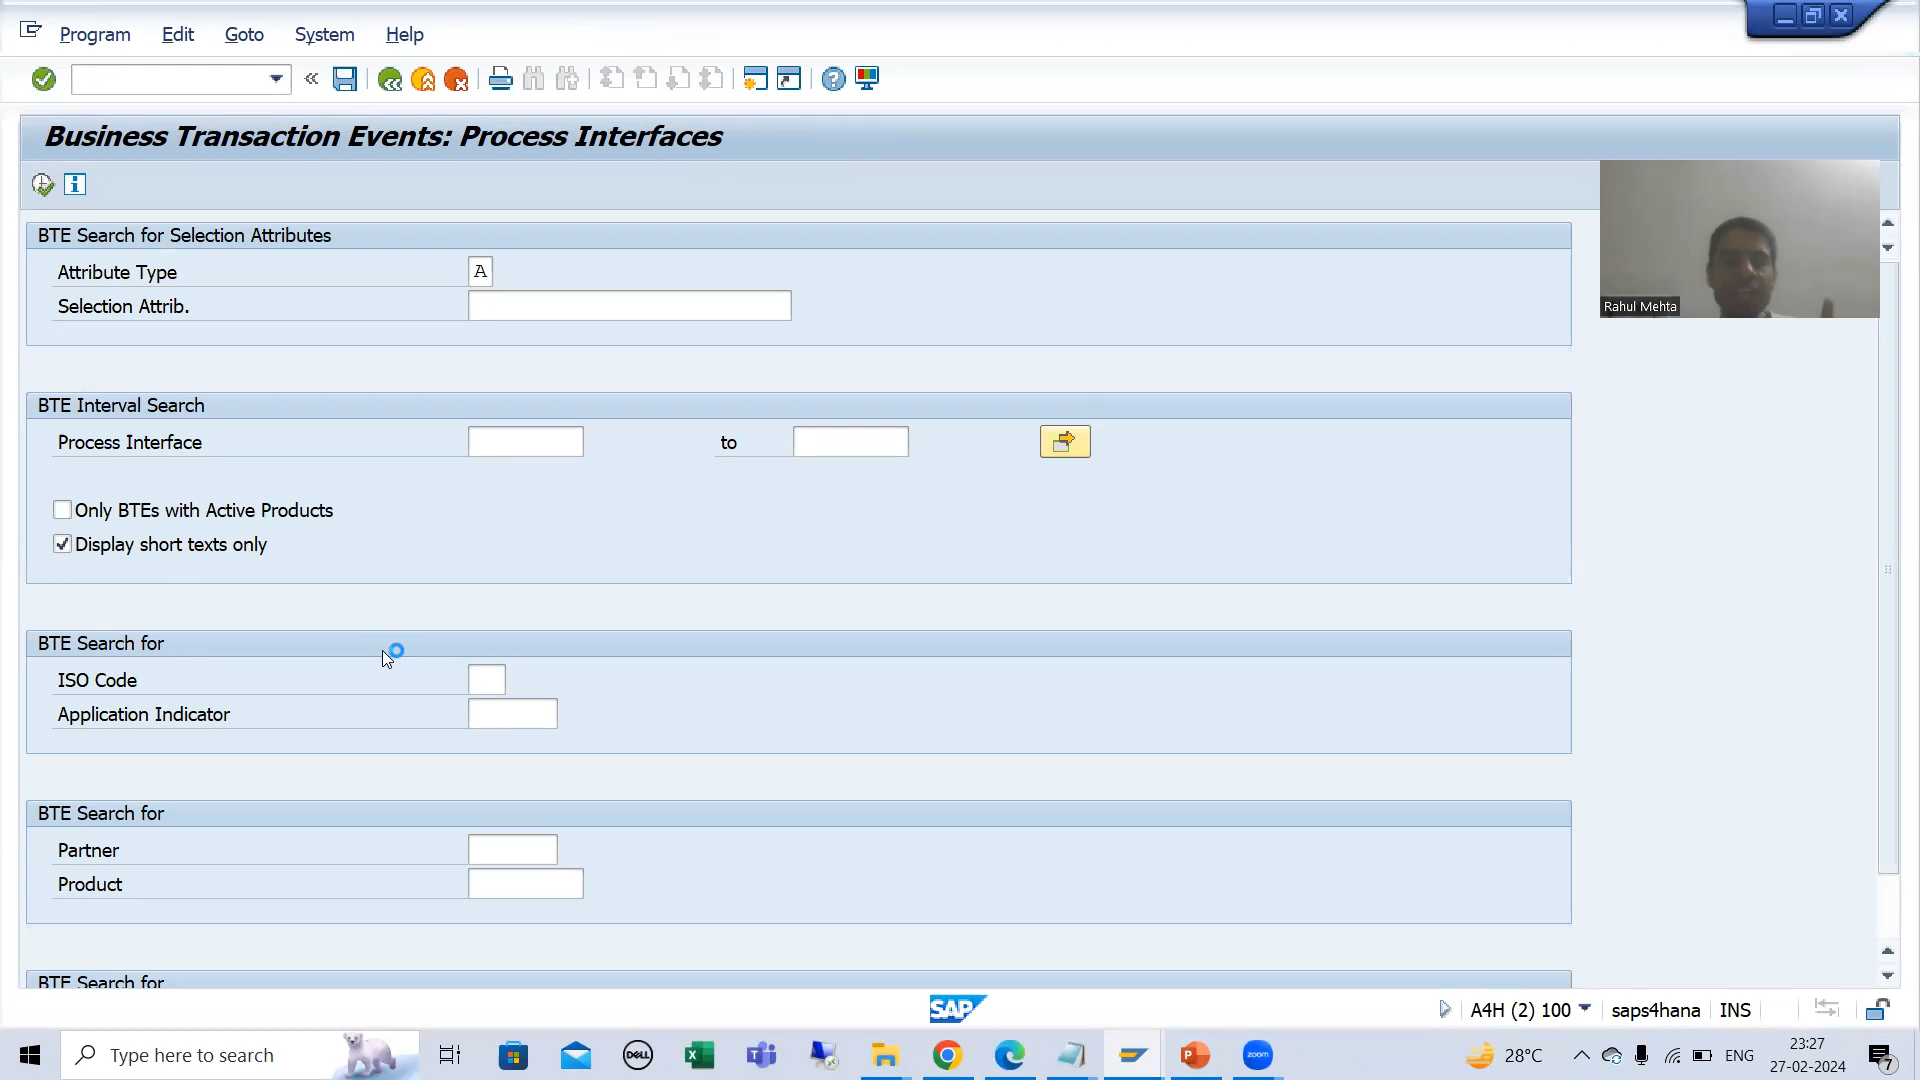 Program Edit Goto System Help
Business Transaction Events: Process Interfaces
BTE Search for Selection Attributes
Attribute Type A
Selection Attrib.
Rahul Mehta
BTE Interval Search
Process Interface to
Only BTEs with Active Products
Display short texts only
BTE Search for
ISO Code
Application Indicator
BTE Search for
Partner
Product
BTE Search for
SAP
A4H (2) 100 saps4hana INS
Type here to search
DELL
zoom
28°C
ENG
23:27
27-02-2024
7